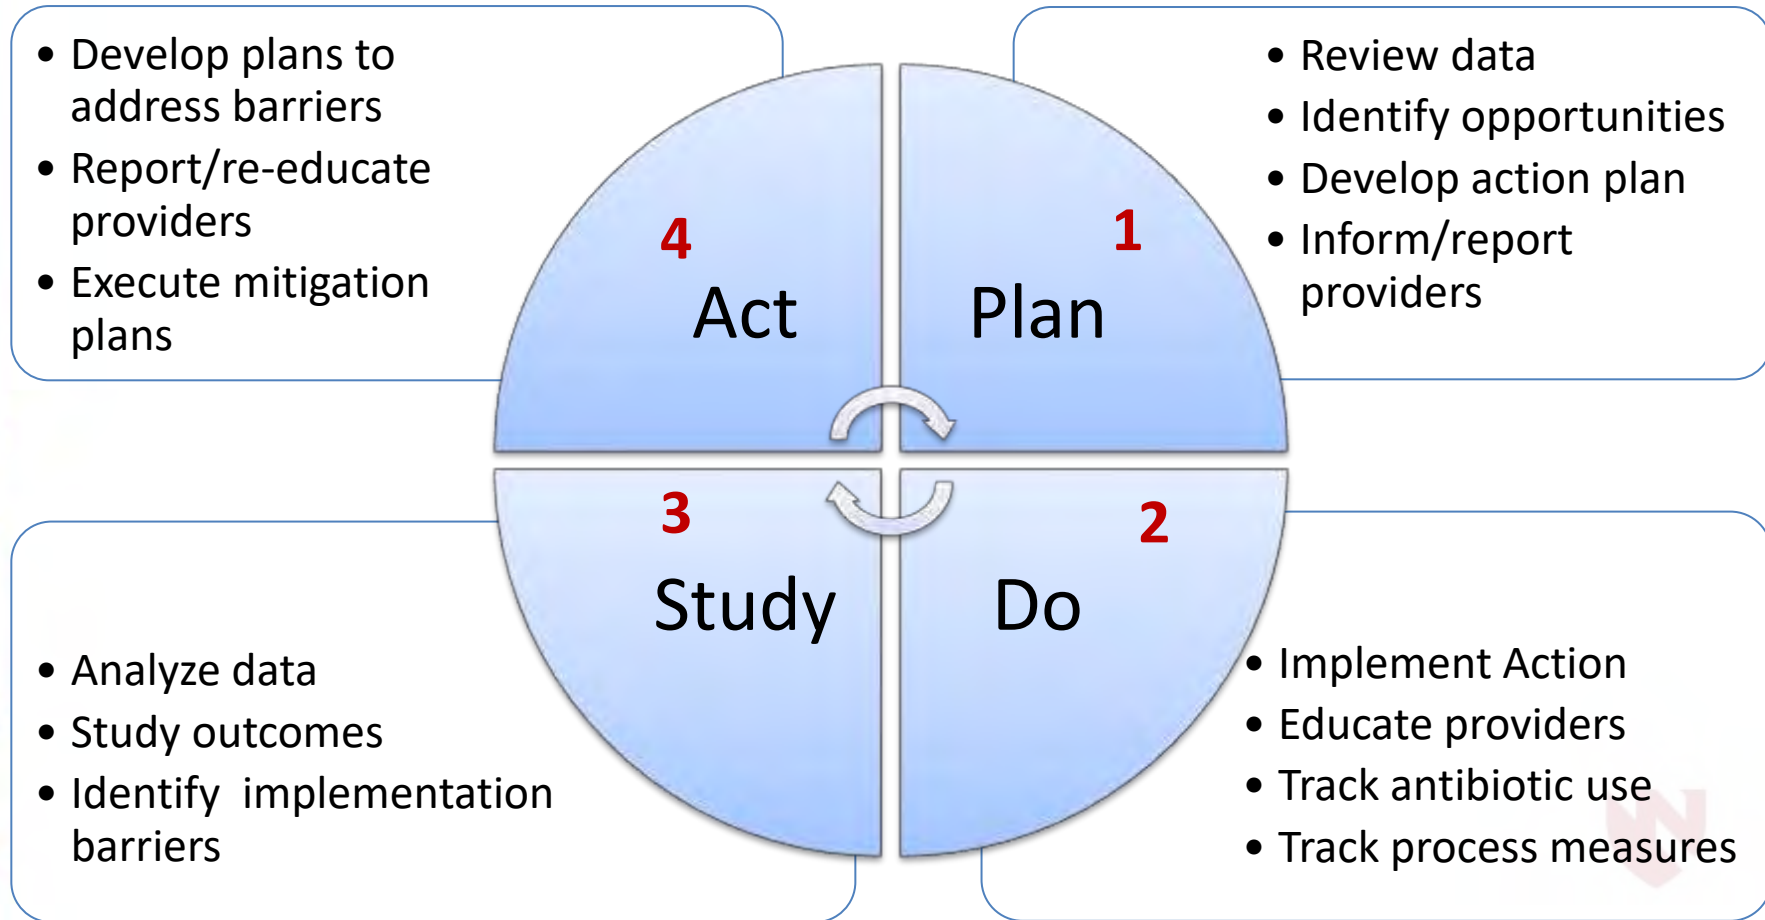 • Develop plans to
address barriers
• Report/re-educate
providers
• Execute mitigation
plans
• Review data
• Identify opportunities
• Develop action plan
• Inform/report
providers
4
Act
1
Plan
3
Study
2
Do
• Analyze data
• Study outcomes
• Identify  implementation
barriers
• Implement Action
• Educate providers
• Track antibiotic use
• Track process measures